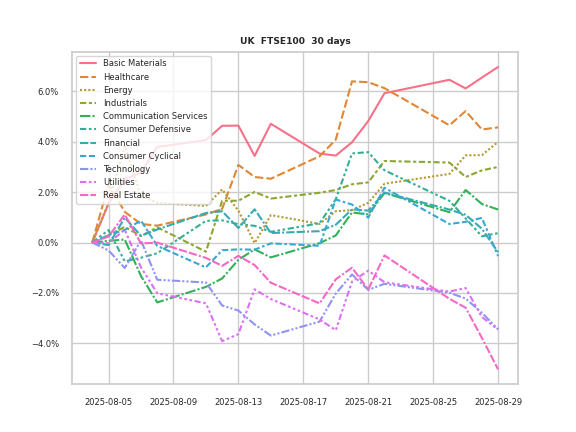 UK FTSE100 30 days
Basic Materials
Healthcare
Energy
Industrials
Communication Services
Consumer Defensive
Financial
Consumer Cyclical
Technology
Utilities
Real Estate
6.0%
4.0%
2.0%
0.0%
−2.0%
−4.0%
2025-08-05 2025-08-09 2025-08-13 2025-08-17 2025-08-21 2025-08-25 2025-08-29